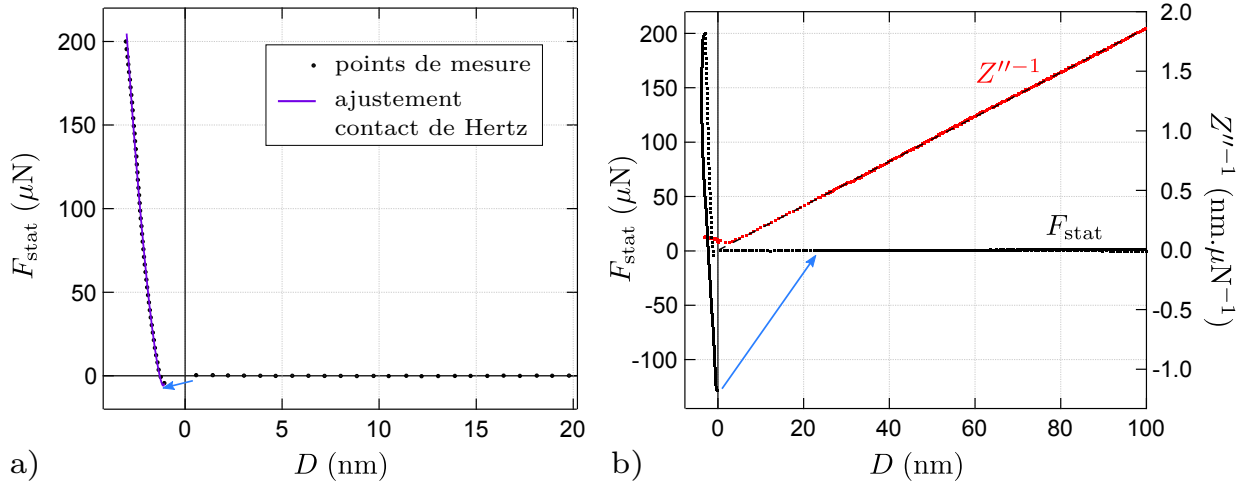 200
150
100
50
0
F_stat (µN)
points de mesure
ajustement
contact de Hertz
0
5
10
15
20
D (nm)
a)
200
150
100
50
0
-50
-100
F_stat (µN)
Z''⁻¹
F_stat
2.0
1.5
1.0
0.5
0.0
-0.5
-1.0
Z''⁻¹ (nm.µN⁻¹)
0
20
40
60
80
100
D (nm)
b)